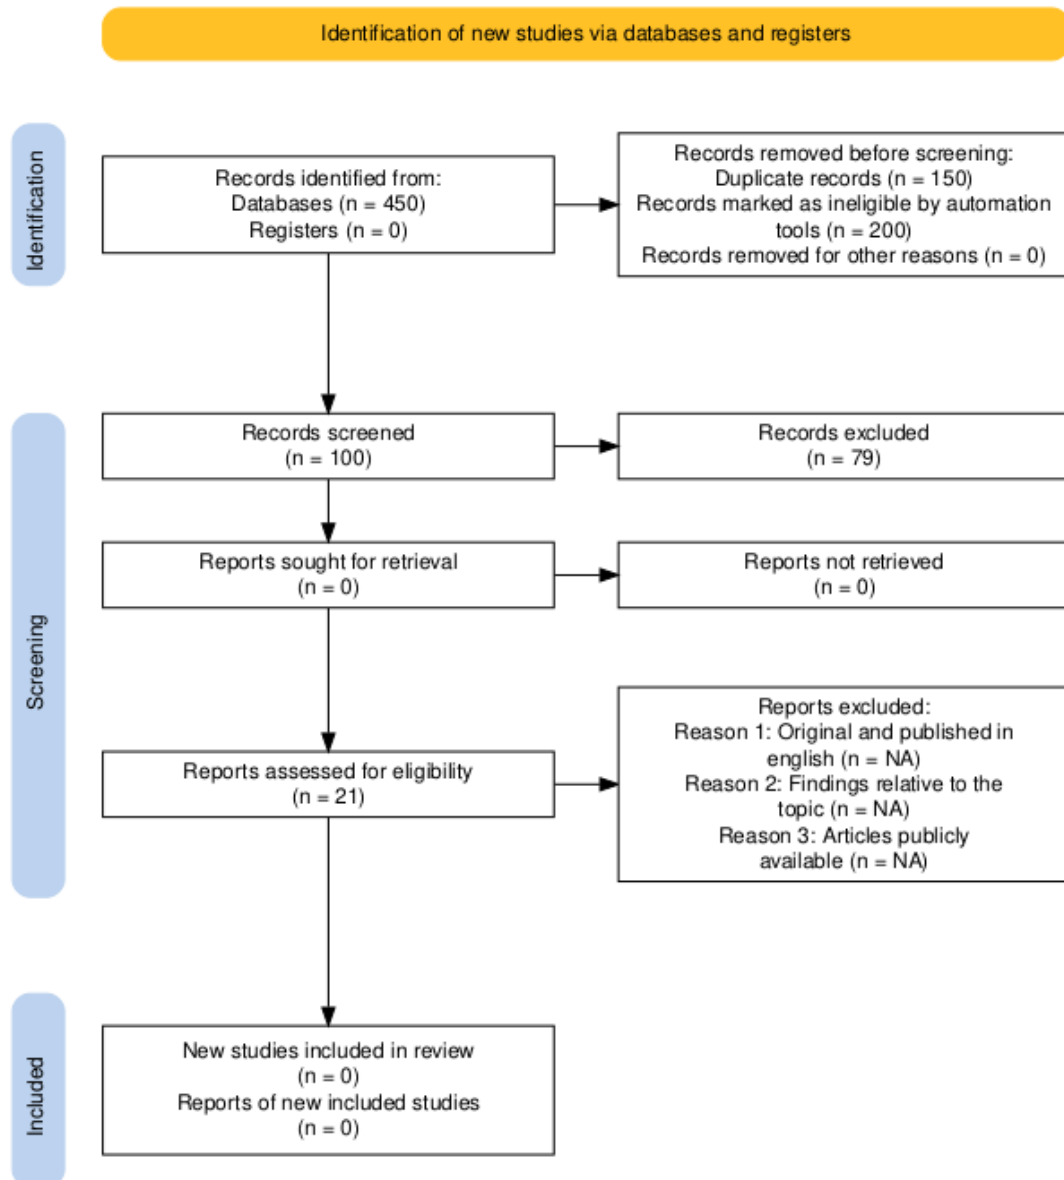 Identification of new studies via databases and registers
Identification
Records identified from:
Databases (n = 450)
Registers (n = 0)
Records removed before screening:
Duplicate records (n = 150)
Records marked as ineligible by automation
tools (n = 200)
Records removed for other reasons (n = 0)
Screening
Records screened
(n = 100)
Records excluded
(n = 79)
Reports sought for retrieval
(n = 0)
Reports not retrieved
(n = 0)
Reports assessed for eligibility
(n = 21)
Reports excluded:
Reason 1: Original and published in
english (n = NA)
Reason 2: Findings relative to the
topic (n = NA)
Reason 3: Articles publicly
available (n = NA)
Included
New studies included in review
(n = 0)
Reports of new included studies
(n = 0)